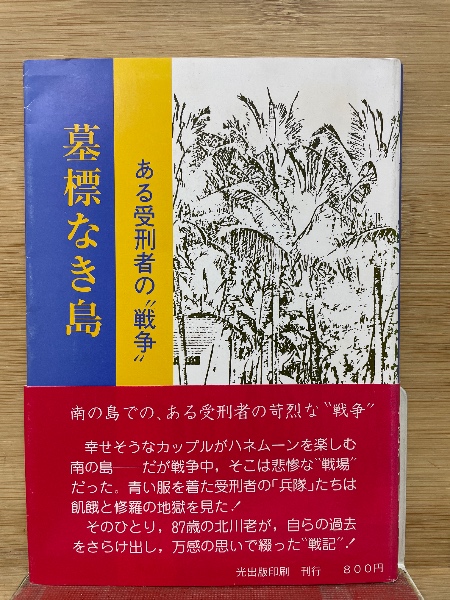 墓標なき島
ある受刑者の〝戦争〟
南の島での、ある受刑者の苛烈な〝戦争〟
幸せそうなカップルがハネムーンを楽しむ
南の島──だが戦争中，そこは悲惨な〝戦場〟
だった。青い服を着た受刑者の「兵隊」たちは
飢餓と修羅の地獄を見た！
そのひとり，87歳の北川老が，自らの過去
をさらけ出し，万感の思いで綴った〝戦記〟！
光出版印刷 刊行 800円